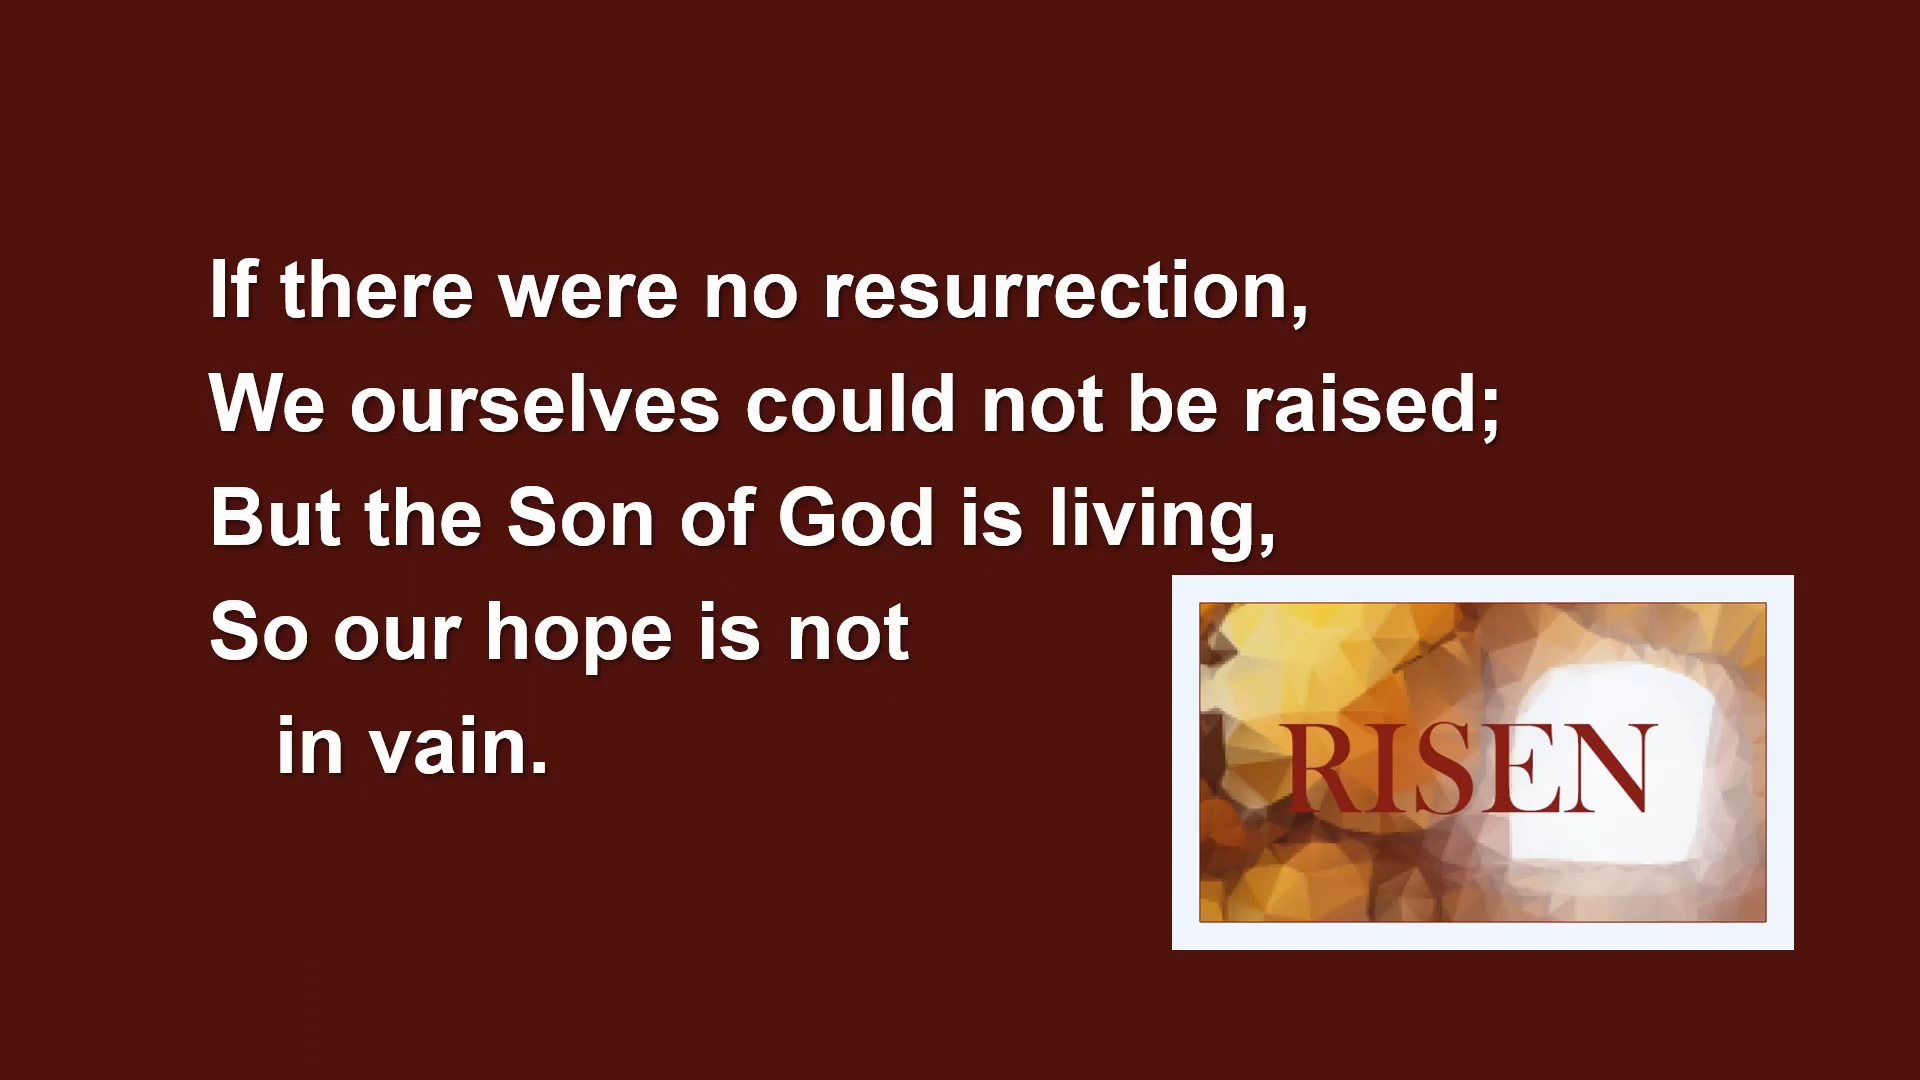 If there were no resurrection,
We ourselves could not be raised;
But the Son of God is living,
So our hope is not
in vain.
RISEN